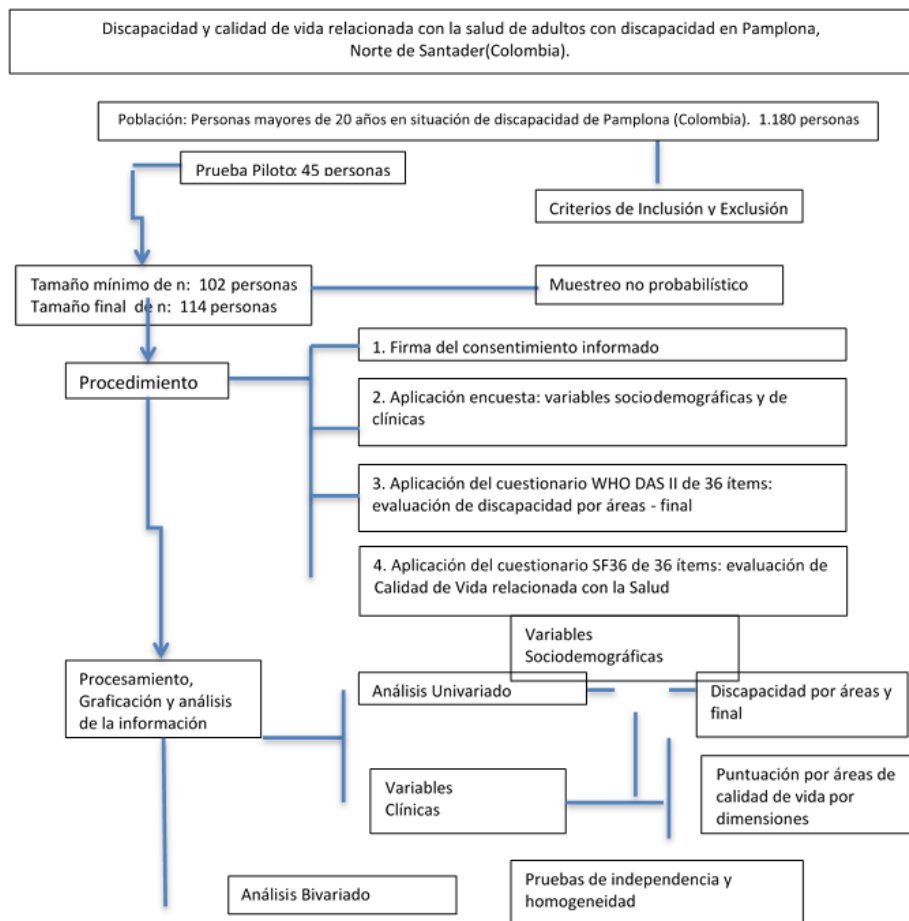 Discapacidad y calidad de vida relacionada con la salud de adultos con discapacidad en Pamplona,
Norte de Santader(Colombia).
Población: Personas mayores de 20 años en situación de discapacidad de Pamplona (Colombia). 1.180 personas
Prueba Piloto: 45 personas
Criterios de Inclusión y Exclusión
Tamaño mínimo de n: 102 personas
Tamaño final de n: 114 personas
Muestreo no probabilístico
Procedimiento
1. Firma del consentimiento informado
2. Aplicación encuesta: variables sociodemográficas y de
clínicas
3. Aplicación del cuestionario WHO DAS II de 36 ítems:
evaluación de discapacidad por áreas - final
4. Aplicación del cuestionario SF36 de 36 ítems: evaluación de
Calidad de Vida relacionada con la Salud
Variables
Sociodemográficas
Procesamiento,
Graficación y análisis
de la información
Análisis Univariado
Discapacidad por áreas y
final
Variables
Clínicas
Puntuación por áreas de
calidad de vida por
dimensiones
Análisis Bivariado
Pruebas de independencia y
homogeneidad